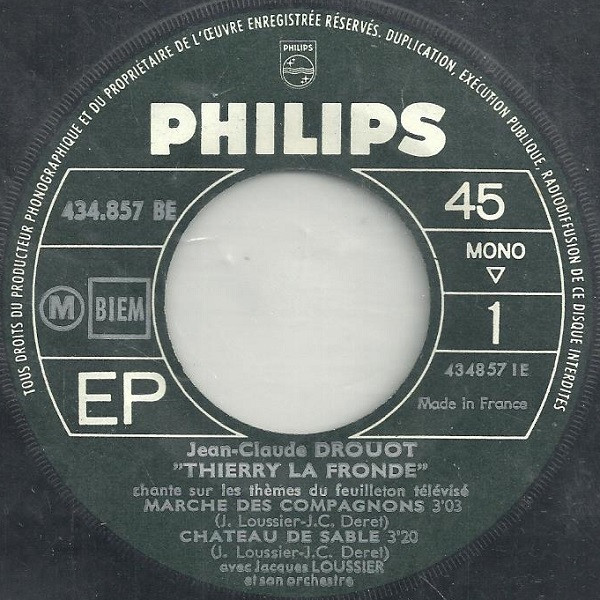 TOUS DROITS DU PRODUCTEUR PHONOGRAPHIQUE ET DU PROPRIÉTAIRE DE L'ŒUVRE ENREGISTRÉE RÉSERVÉS. DUPLICATION, EXÉCUTION PUBLIQUE, RADIODIFFUSION DE CE DISQUE INTERDITES
PHILIPS
PHILIPS
434.857 BE
45
MONO
M
BIEM
1
434857 1E
EP
Made in France
Jean-Claude DROUOT
"THIERRY LA FRONDE"
chante sur les thèmes du feuilleton télévisé
MARCHE DES COMPAGNONS 3'03
(J. Loussier-J.C. Deret)
CHATEAU DE SABLE 3'20
(J. Loussier-J.C. Deret)
avec Jacques LOUSSIER
et son orchestre